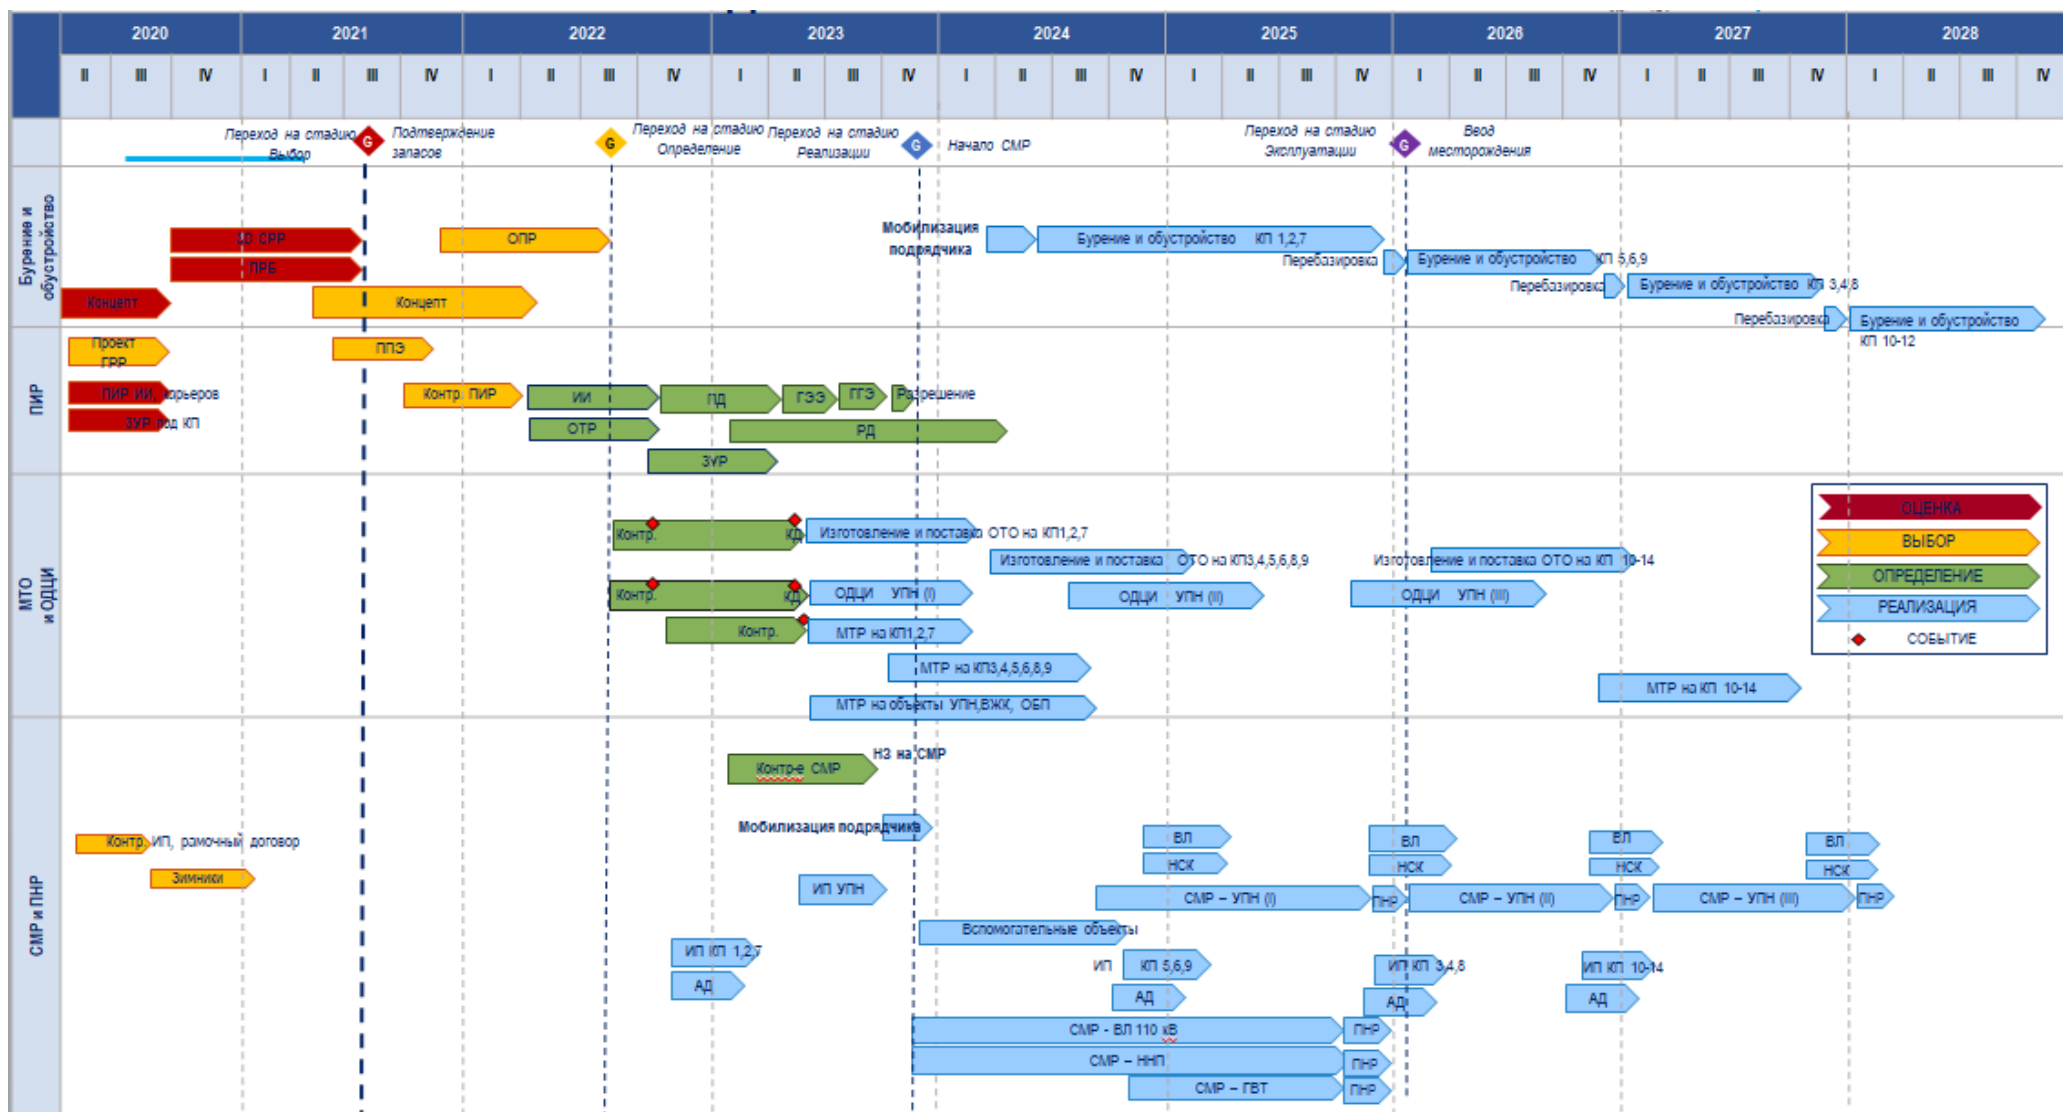 2020 2021 2022 2023 2024 2025 2026 2027 2028
II III IV I II III IV I II III IV I II III IV I II III IV I II III IV I II III IV I II III IV I II III IV
Переход на стадию
Выбор
G
Подтверждение
запасов
G
Переход на стадию
Определение
Переход на стадию
Реализации
G
Начало СМР
Переход на стадию
Эксплуатации
G
Ввод
месторождения
Бурение и
обустройство
СРР
ПРБ
Концепт
Концепт
ОПР
Мобилизация
подрядчика
Бурение и обустройство КП 1,2,7
Перебазировка
Бурение и обустройство КП 5,6,9
Перебазировка
Бурение и обустройство КП 3,4,8
Перебазировка
Бурение и обустройство
КП 10-12
ПИР
Проект
ГРР
ППЭ
ПИР ИИ, карьеров
ЗУР под КП
Контр. ПИР
ИИ
ПД
ГЭЭ
ГГЭ
Разрешение
ОТР
РД
ЗУР
МТО
и ОДЦИ
Контр.
КД
Изготовление и поставка ОТО на КП1,2,7
Изготовление и поставка ОТО на КП3,4,5,6,8,9
Изготовление и поставка ОТО на КП 10-14
Контр.
КД
ОДЦИ УПН (I)
ОДЦИ УПН (II)
ОДЦИ УПН (III)
Контр.
МТР на КП1,2,7
МТР на КП3,4,5,6,8,9
МТР на КП 10-14
МТР на объекты УПН,ВЖК, ОБП
ОЦЕНКА
ВЫБОР
ОПРЕДЕЛЕНИЕ
РЕАЛИЗАЦИЯ
СОБЫТИЕ
СМР и ПНР
НЗ на СМР
Контр-е СМР
Мобилизация подрядчика
Контр. ИП, рамочный договор
Зимники
ВЛ
ВЛ
ВЛ
ВЛ
НСК
НСК
НСК
НСК
ИП УПН
СМР – УПН (I)
ПНР
СМР – УПН (II)
ПНР
СМР – УПН (III)
ПНР
Вспомогательные объекты
ИП КП 1,2,7
ИП КП 5,6,9
ИП КП 3,4,8
ИП КП 10-14
АД
АД
АД
АД
СМР - ВЛ 110 кВ
ПНР
СМР – ННП
ПНР
СМР – ГВТ
ПНР